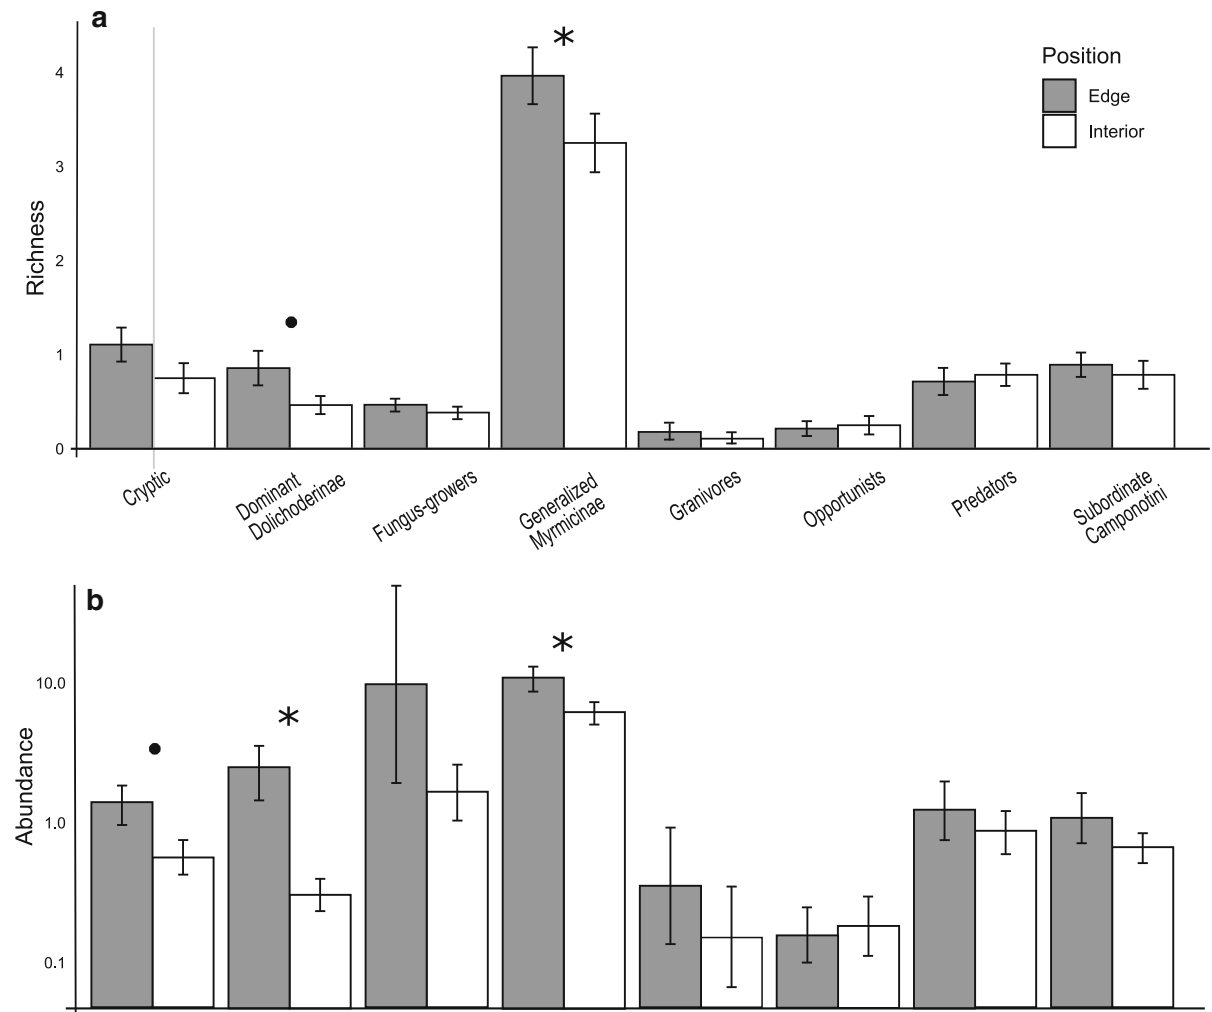 a
*
Position
Edge
Interior
Richness
4
3
2
1
0
Cryptic
Dominant
Dolichoderinae
Fungus-growers
Generalized
Myrmicinae
Granivores
Opportunists
Predators
Subordinate
Camponotini
b
*
*
Abundance
10.0
1.0
0.1